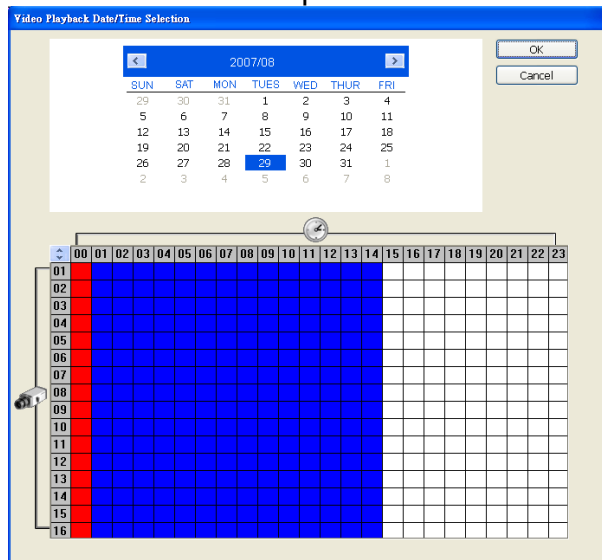 Video Playback Date/Time Selection
OK
Cancel
2007/08
SUN SAT MON TUES WED THUR FRI
29 30 31 1 2 3 4
5 6 7 8 9 10 11
12 13 14 15 16 17 18
19 20 21 22 23 24 25
26 27 28 29 30 31 1
2 3 4 5 6 7 8
00 01 02 03 04 05 06 07 08 09 10 11 12 13 14 15 16 17 18 19 20 21 22 23
01
02
03
04
05
06
07
08
09
10
11
12
13
14
15
16